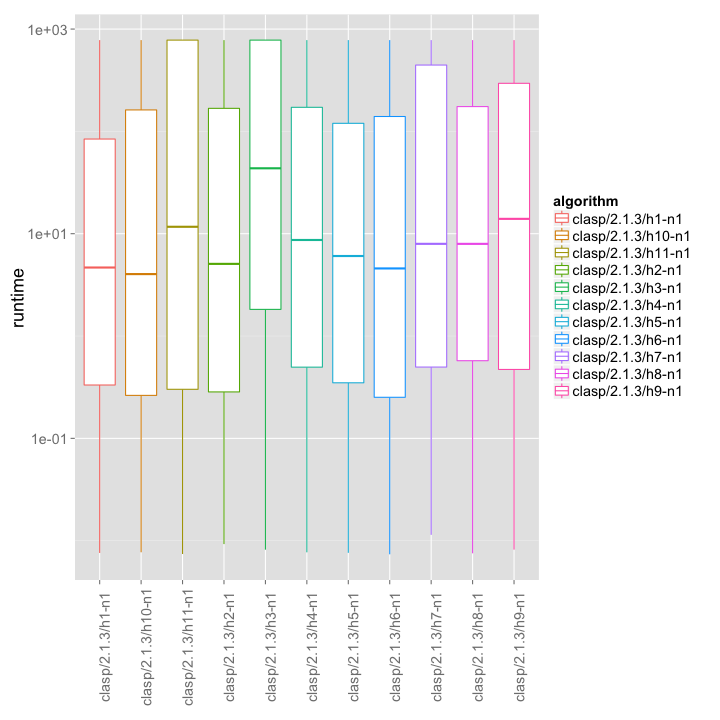 1e+03
1e+01
1e-01
runtime
clasp/2.1.3/h1-n1
clasp/2.1.3/h10-n1
clasp/2.1.3/h11-n1
clasp/2.1.3/h2-n1
clasp/2.1.3/h3-n1
clasp/2.1.3/h4-n1
clasp/2.1.3/h5-n1
clasp/2.1.3/h6-n1
clasp/2.1.3/h7-n1
clasp/2.1.3/h8-n1
clasp/2.1.3/h9-n1
algorithm
clasp/2.1.3/h1-n1
clasp/2.1.3/h10-n1
clasp/2.1.3/h11-n1
clasp/2.1.3/h2-n1
clasp/2.1.3/h3-n1
clasp/2.1.3/h4-n1
clasp/2.1.3/h5-n1
clasp/2.1.3/h6-n1
clasp/2.1.3/h7-n1
clasp/2.1.3/h8-n1
clasp/2.1.3/h9-n1